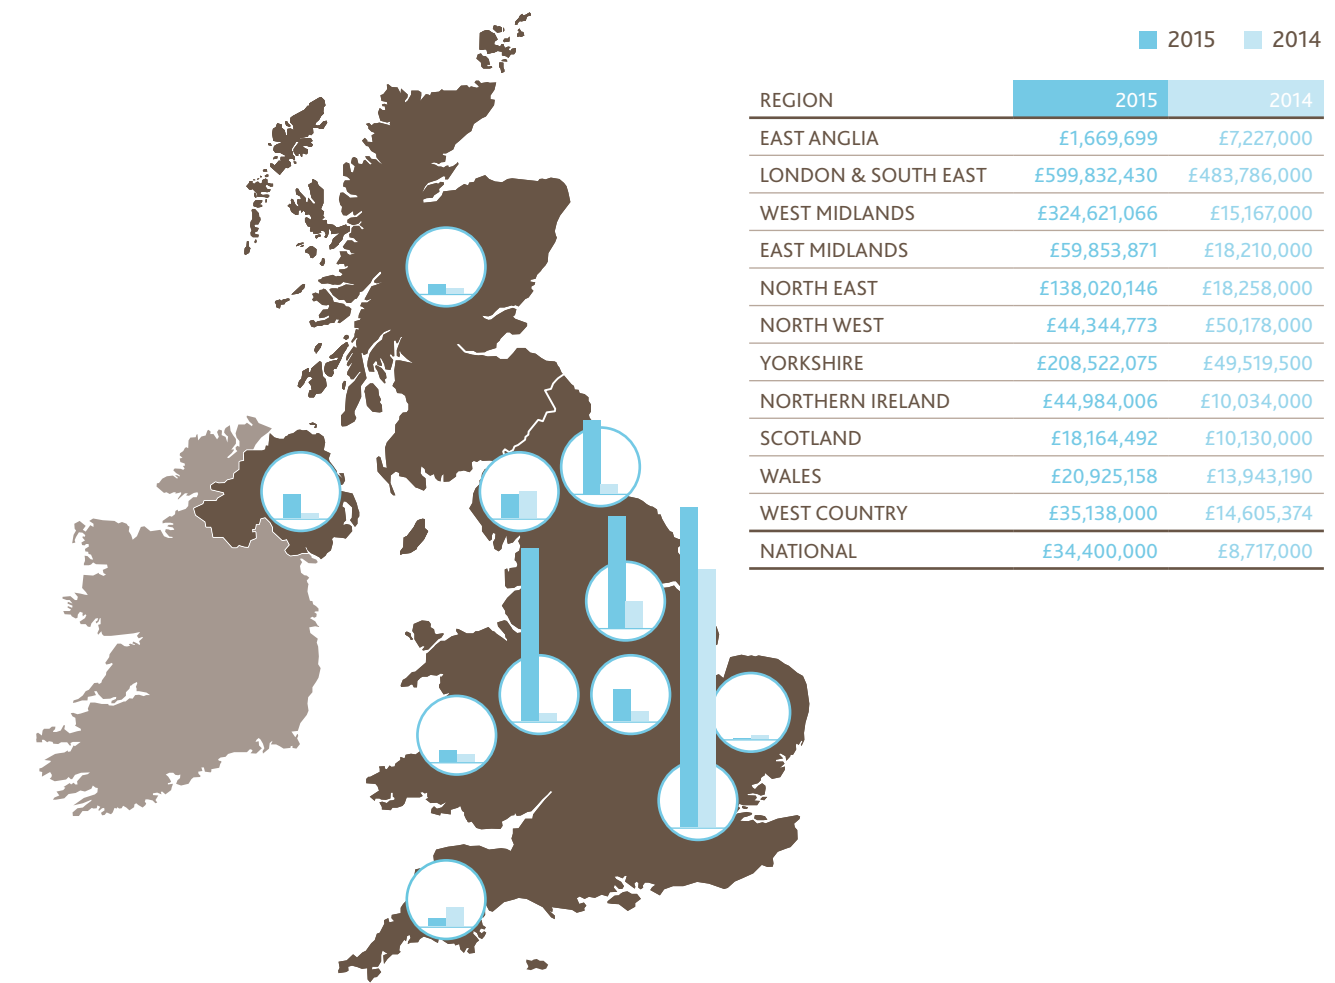 2015 2014
REGION 2015 2014
EAST ANGLIA £1,669,699 £7,227,000
LONDON & SOUTH EAST £599,832,430 £483,786,000
WEST MIDLANDS £324,621,066 £15,167,000
EAST MIDLANDS £59,853,871 £18,210,000
NORTH EAST £138,020,146 £18,258,000
NORTH WEST £44,344,773 £50,178,000
YORKSHIRE £208,522,075 £49,519,500
NORTHERN IRELAND £44,984,006 £10,034,000
SCOTLAND £18,164,492 £10,130,000
WALES £20,925,158 £13,943,190
WEST COUNTRY £35,138,000 £14,605,374
NATIONAL £34,400,000 £8,717,000